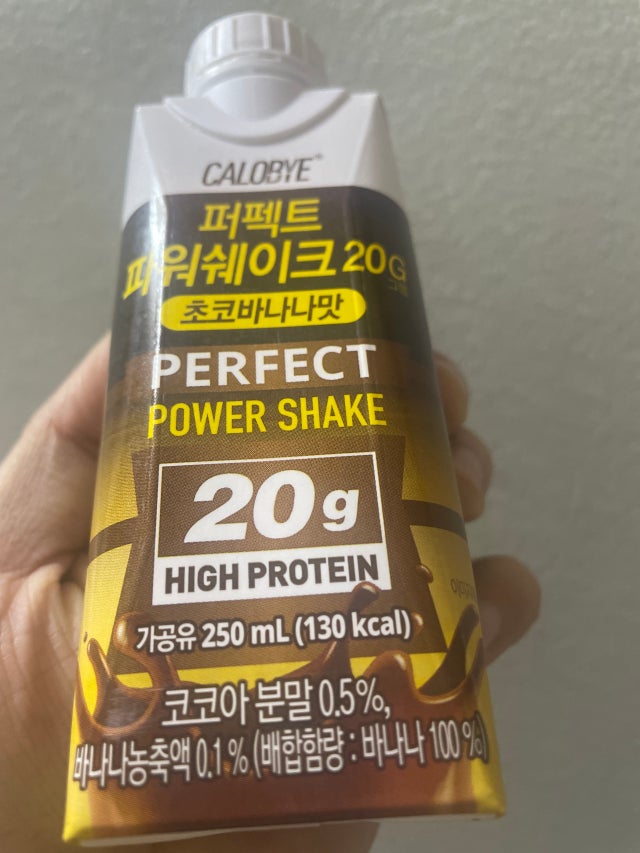 CALOBYE
퍼펙트
파워쉐이크 20G
그램
초코바나나맛
PERFECT
POWER SHAKE
20g
HIGH PROTEIN
가공유 250 mL (130 kcal)
코코아 분말 0.5%,
바나나농축액 0.1 % (배합함량 : 바나나 100 %)